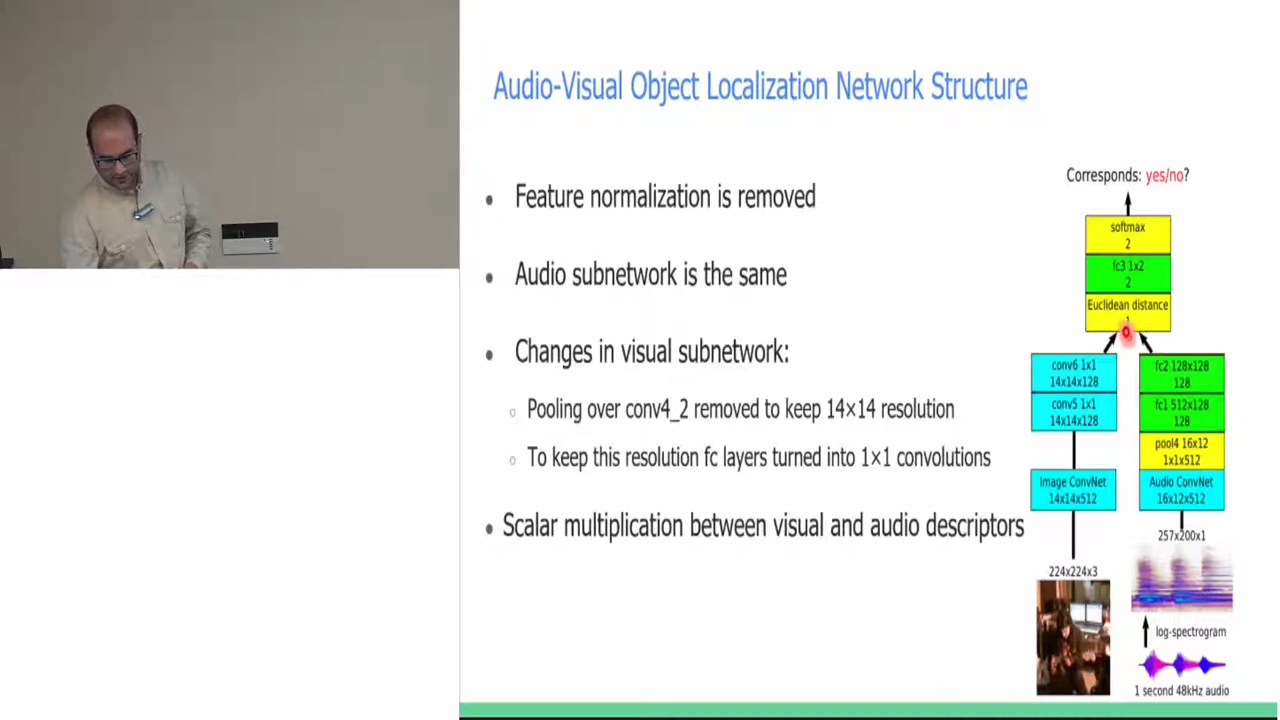 Audio-Visual Object Localization Network Structure
Feature normalization is removed
Audio subnetwork is the same
Changes in visual subnetwork:
Pooling over conv4_2 removed to keep 14×14 resolution
To keep this resolution fc layers turned into 1×1 convolutions
Scalar multiplication between visual and audio descriptors
Corresponds: yes/no?
softmax
2
fc3 1x2
2
Euclidean distance
conv6 1x1
14x14x128
conv5 1x1
14x14x128
Image ConvNet
14x14x512
224x224x3
fc2 128x128
128
fc1 512x128
128
pool4 16x12
1x1x512
Audio ConvNet
16x12x512
257x200x1
log-spectrogram
1 second 48kHz audio